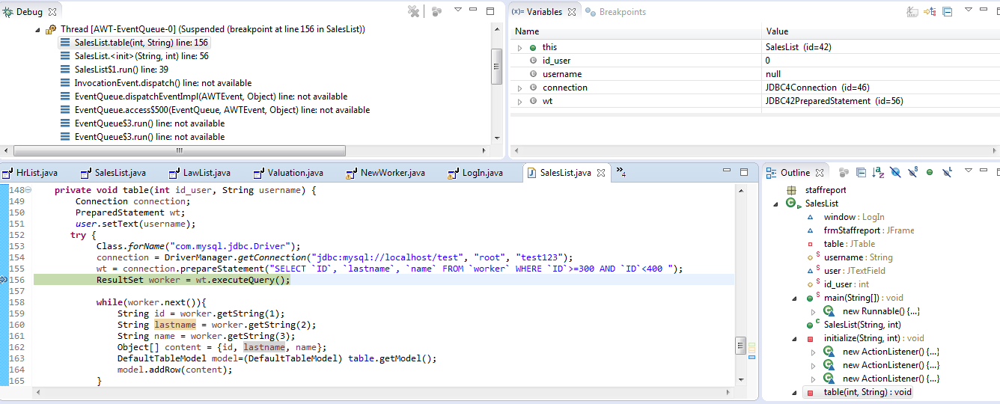 Debug
Thread [AWT-EventQueue-0] (Suspended (breakpoint at line 156 in SalesList))
SalesList.table(int, String) line: 156
SalesList.<init>(String, int) line: 56
SalesList$1.run() line: 39
InvocationEvent.dispatch() line: not available
EventQueue.dispatchEventImpl(AWTEvent, Object) line: not available
EventQueue.access$500(EventQueue, AWTEvent, Object) line: not available
EventQueue$3.run() line: not available
EventQueue$3.run() line: not available
(x)= Variables Breakpoints
Name Value
this SalesList (id=42)
id_user 0
username null
connection JDBC4Connection (id=46)
wt JDBC42PreparedStatement (id=56)
HrList.java SalesList.java LawList.java Valuation.java NewWorker.java LogIn.java SalesList.java »4
148 private void table(int id_user, String username) {
149 Connection connection;
150 PreparedStatement wt;
151 user.setText(username);
152 try {
153 Class.forName("com.mysql.jdbc.Driver");
154 connection = DriverManager.getConnection("jdbc:mysql://localhost/test", "root", "test123");
155 wt = connection.prepareStatement("SELECT `ID`, `lastname`, `name` FROM `worker` WHERE `ID`>=300 AND `ID`<400 ");
156 ResultSet worker = wt.executeQuery();
157
158 while(worker.next()){
159 String id = worker.getString(1);
160 String lastname = worker.getString(2);
161 String name = worker.getString(3);
162 Object[] content = {id, lastname, name};
163 DefaultTableModel model=(DefaultTableModel) table.getModel();
164 model.addRow(content);
165 }
Outline
staffreport
SalesList
window : LogIn
frmStaffreport : JFrame
table : JTable
username : String
user : JTextField
id_user : int
main(String[]) : void
new Runnable() {...}
SalesList(String, int)
initialize(String, int) : void
new ActionListener() {...}
new ActionListener() {...}
new ActionListener() {...}
table(int, String) : void